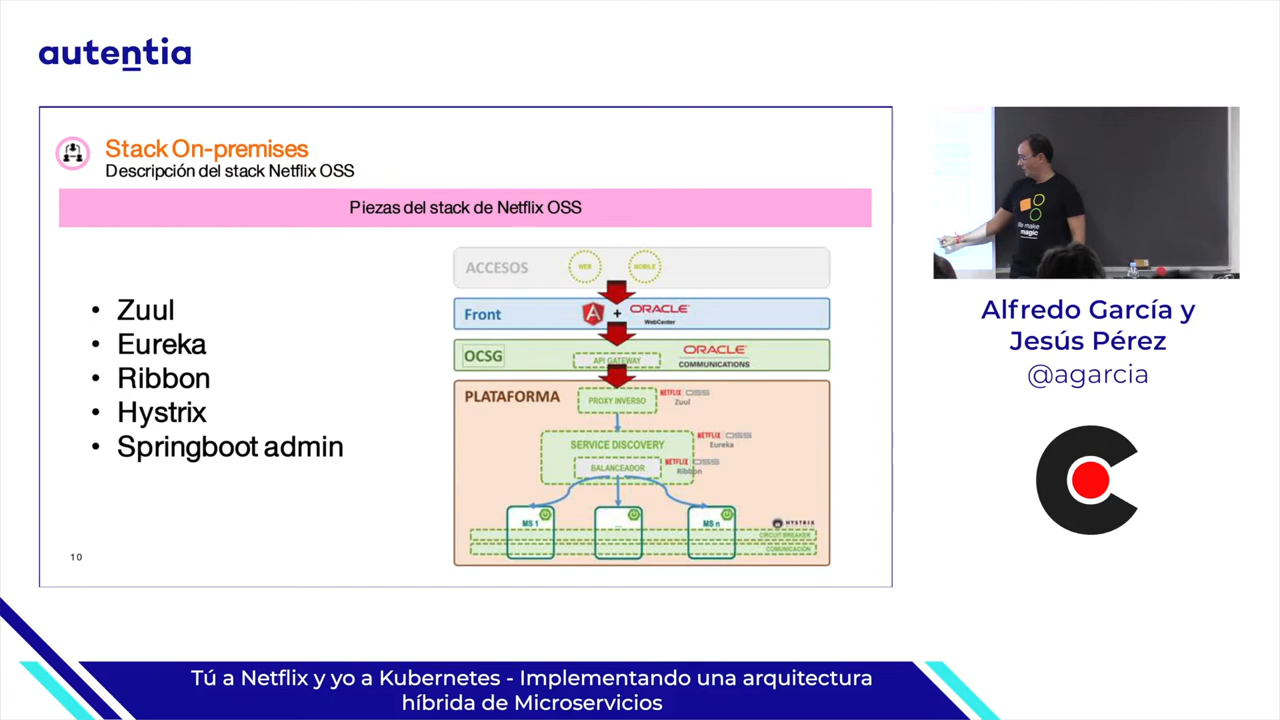 autentia
Stack On-premises
Descripción del stack Netflix OSS
Piezas del stack de Netflix OSS
• Zuul
• Eureka
• Ribbon
• Hystrix
• Springboot admin
10
ACCESOS
WEB
MOBILE
Front
+
ORACLE
WebCenter
OCSG
API GATEWAY
ORACLE
COMMUNICATIONS
PLATAFORMA
PROXY INVERSO
NETFLIX OSS
Zuul
SERVICE DISCOVERY
NETFLIX OSS
Eureka
BALANCEADOR
NETFLIX OSS
Ribbon
MS 1
...
MS n
HYSTRIX
CIRCUIT BREAKER
COMUNICACIÓN
make
magic
Alfredo García y
Jesús Pérez
@agarcia
Tú a Netflix y yo a Kubernetes - Implementando una arquitectura
híbrida de Microservicios